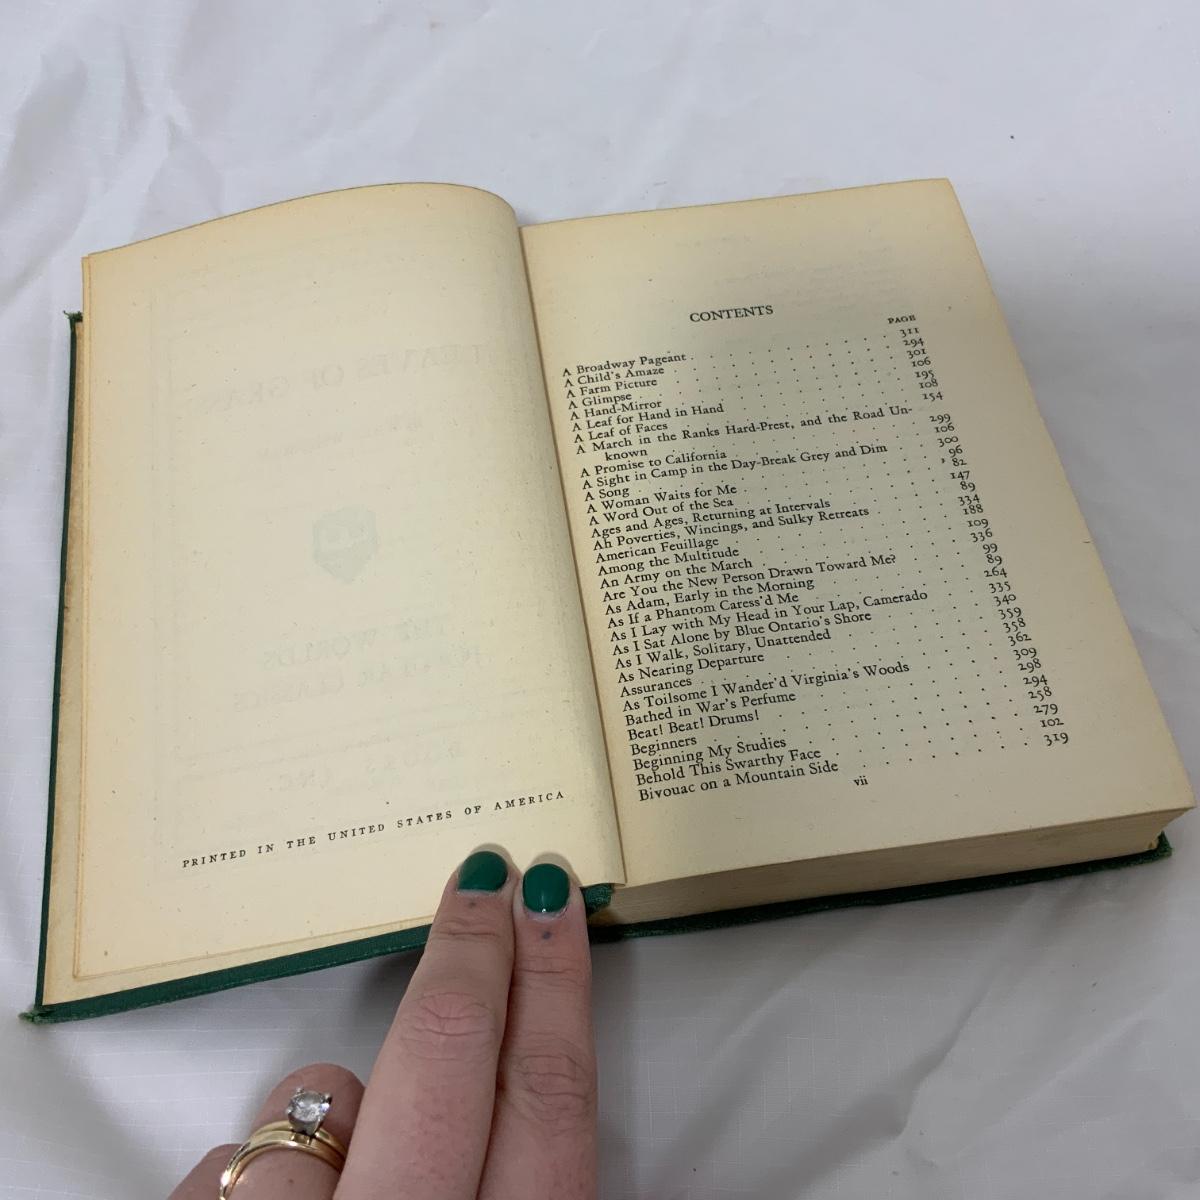 PRINTED IN THE UNITED STATES OF AMERICA
CONTENTS
PAGE
A Broadway Pageant . . . . . . . . 311
A Child's Amaze . . . . . . . . 294
A Farm Picture . . . . . . . . 301
A Glimpse . . . . . . . . 106
A Hand-Mirror . . . . . . . . 195
A Leaf for Hand in Hand . . . . . . . . 108
A Leaf of Faces . . . . . . . . 154
A March in the Ranks Hard-Prest, and the Road Un-
known . . . . . . . . 299
A Promise to California . . . . . . . . 106
A Sight in Camp in the Day-Break Grey and Dim . . . 300
A Song . . . . . . . . 96
A Woman Waits for Me . . . . . . . . 82
A Word Out of the Sea . . . . . . . . 147
Ages and Ages, Returning at Intervals . . . . . 89
Ah Poverties, Wincings, and Sulky Retreats . . . . 334
American Feuillage . . . . . . . . 188
Among the Multitude . . . . . . . . 109
An Army on the March . . . . . . . . 336
Are You the New Person Drawn Toward Me? . . . 99
As Adam, Early in the Morning . . . . . . 89
As If a Phantom Caress'd Me . . . . . . 264
As I Lay with My Head in Your Lap, Camerado . . . 335
As I Sat Alone by Blue Ontario's Shore . . . . 340
As I Walk, Solitary, Unattended . . . . . . 359
As Nearing Departure . . . . . . . . 358
Assurances . . . . . . . . 362
As Toilsome I Wander'd Virginia's Woods . . . . 309
Bathed in War's Perfume . . . . . . . . 298
Beat! Beat! Drums! . . . . . . . . 294
Beginners . . . . . . . . 258
Beginning My Studies . . . . . . . . 279
Behold This Swarthy Face . . . . . . . . 102
Bivouac on a Mountain Side . . . . . . . . 319
vii